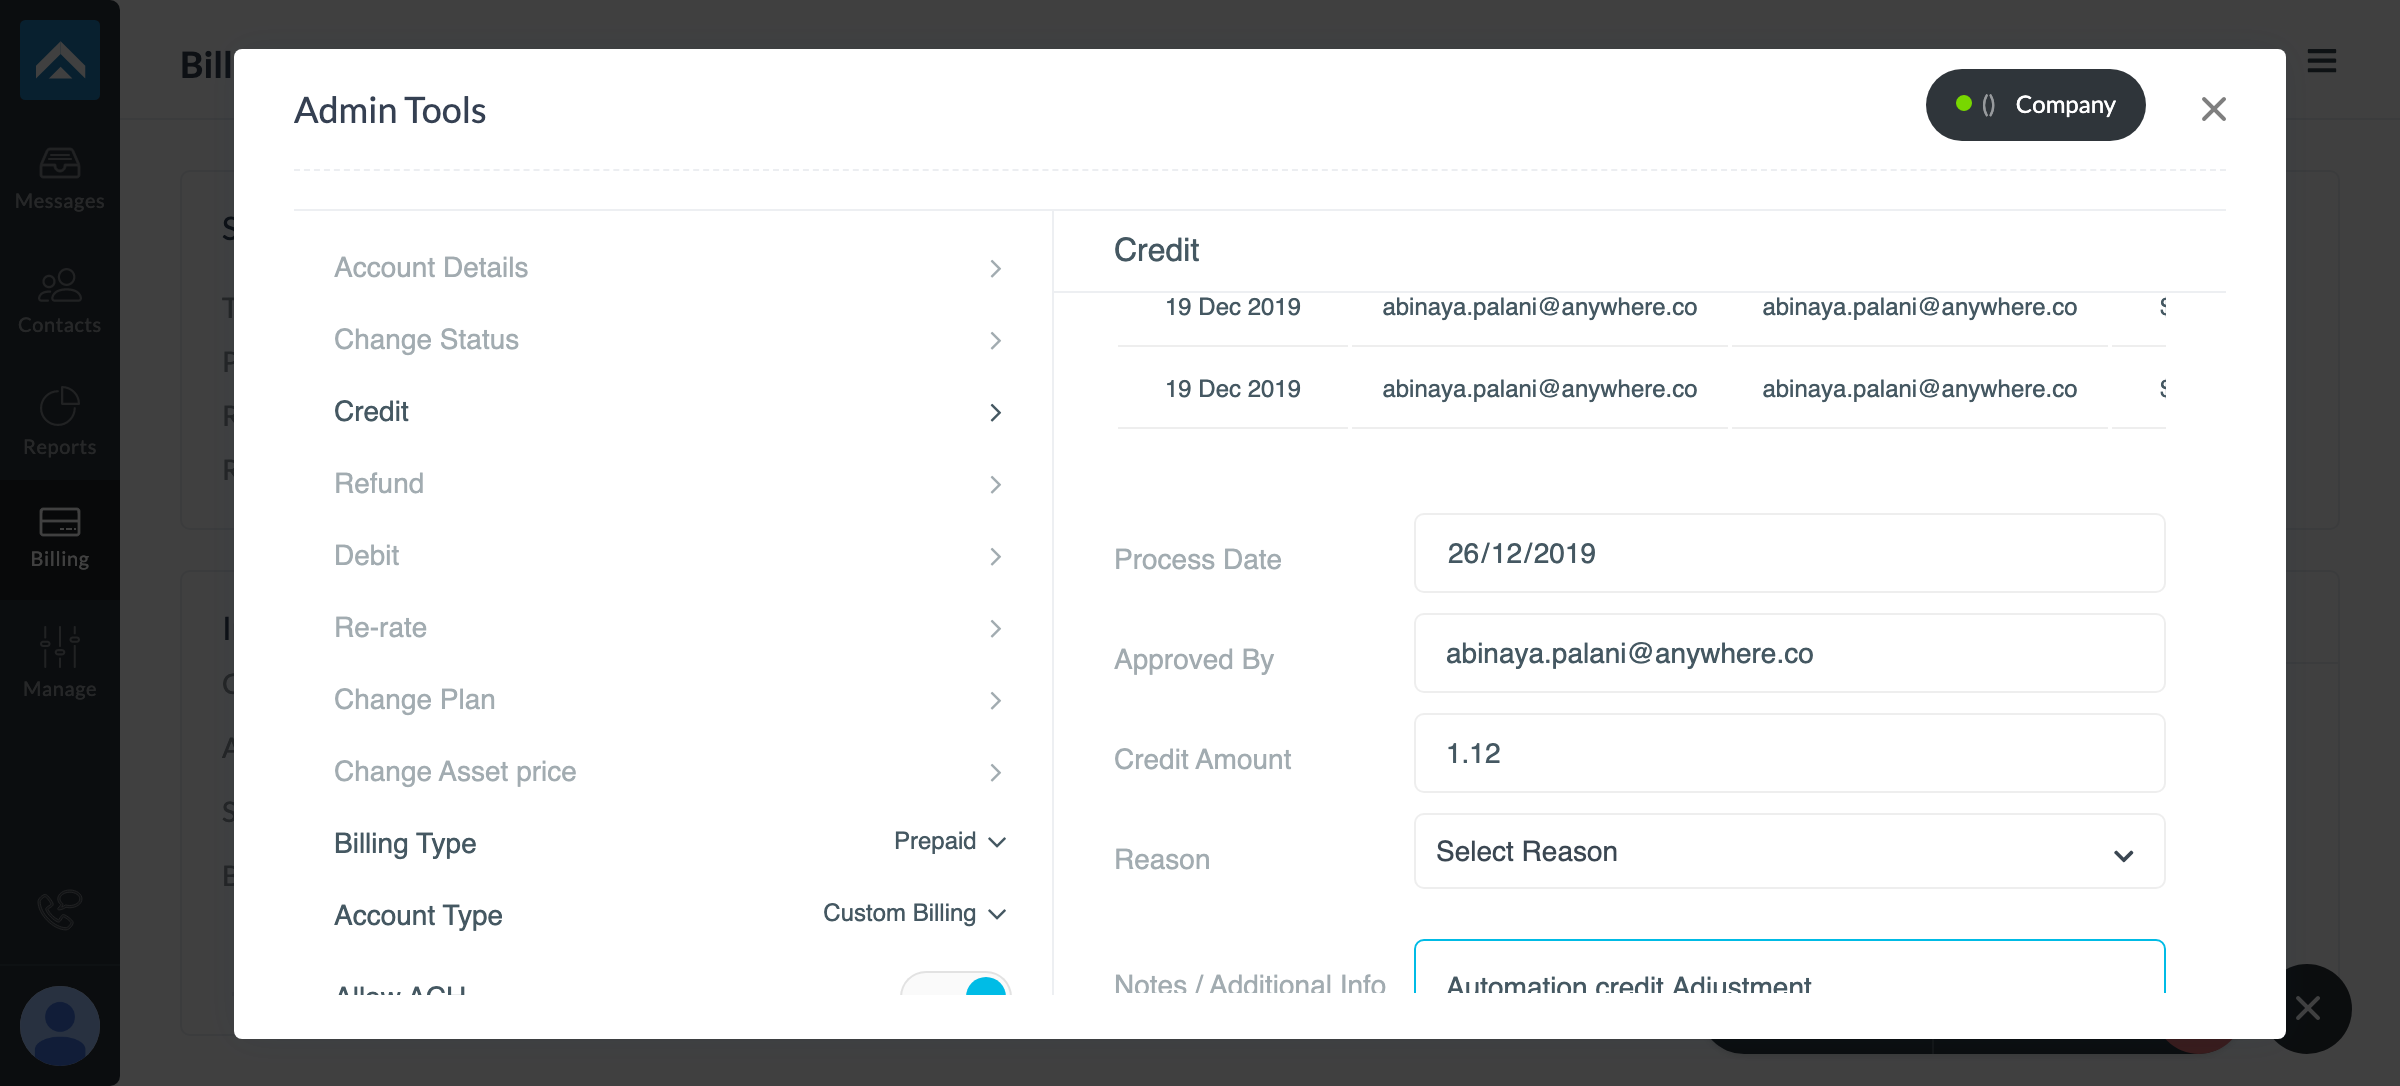 Bill
Admin Tools
() Company
Messages
Contacts
Reports
Billing
Manage
Account Details
Change Status
Credit
Refund
Debit
Re-rate
Change Plan
Change Asset price
Billing Type Prepaid
Account Type Custom Billing
Allow ACH
Credit
19 Dec 2019 abinaya.palani@anywhere.co abinaya.palani@anywhere.co
19 Dec 2019 abinaya.palani@anywhere.co abinaya.palani@anywhere.co
Process Date 26/12/2019
Approved By abinaya.palani@anywhere.co
Credit Amount 1.12
Reason Select Reason
Notes / Additional Info Automation credit Adjustment